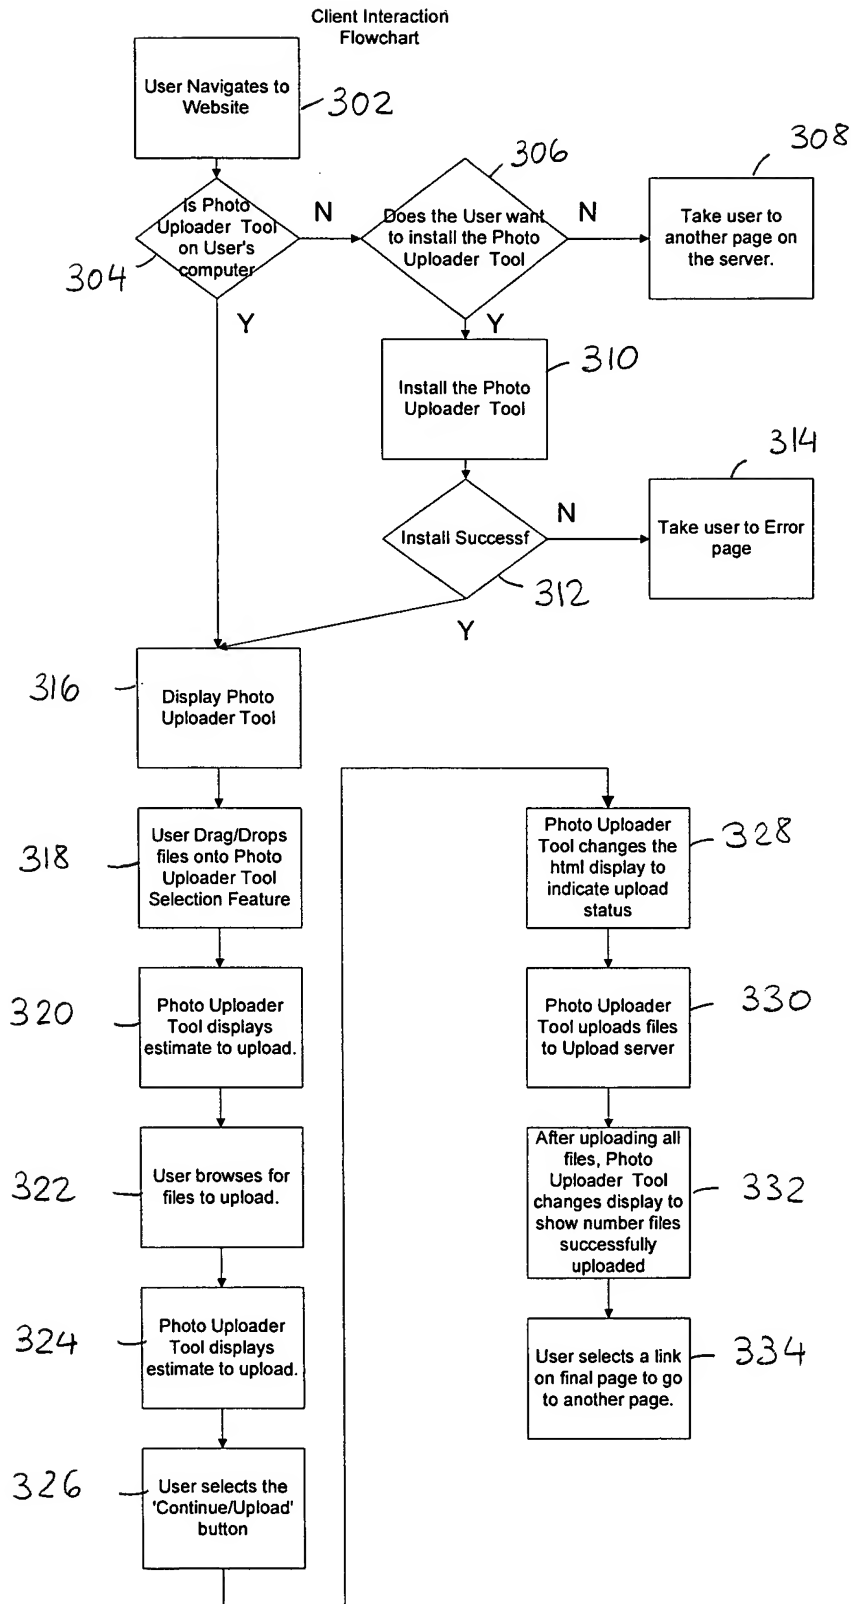 Client Interaction
Flowchart
User Navigates to
Website
302
Is Photo
Uploader Tool
on User's
computer
304
N
Y
Does the User want
to install the Photo
Uploader Tool
306
N
Y
Take user to
another page on
the server.
308
Install the Photo
Uploader Tool
310
Install Successf
312
N
Y
Take user to Error
page
314
Display Photo
Uploader Tool
316
User Drag/Drops
files onto Photo
Uploader Tool
Selection Feature
318
Photo Uploader
Tool displays
estimate to upload.
320
User browses for
files to upload.
322
Photo Uploader
Tool displays
estimate to upload.
324
User selects the
'Continue/Upload'
button
326
Photo Uploader
Tool changes the
html display to
indicate upload
status
328
Photo Uploader
Tool uploads files
to Upload server
330
After uploading all
files, Photo
Uploader Tool
changes display to
show number files
successfully
uploaded
332
User selects a link
on final page to go
to another page.
334